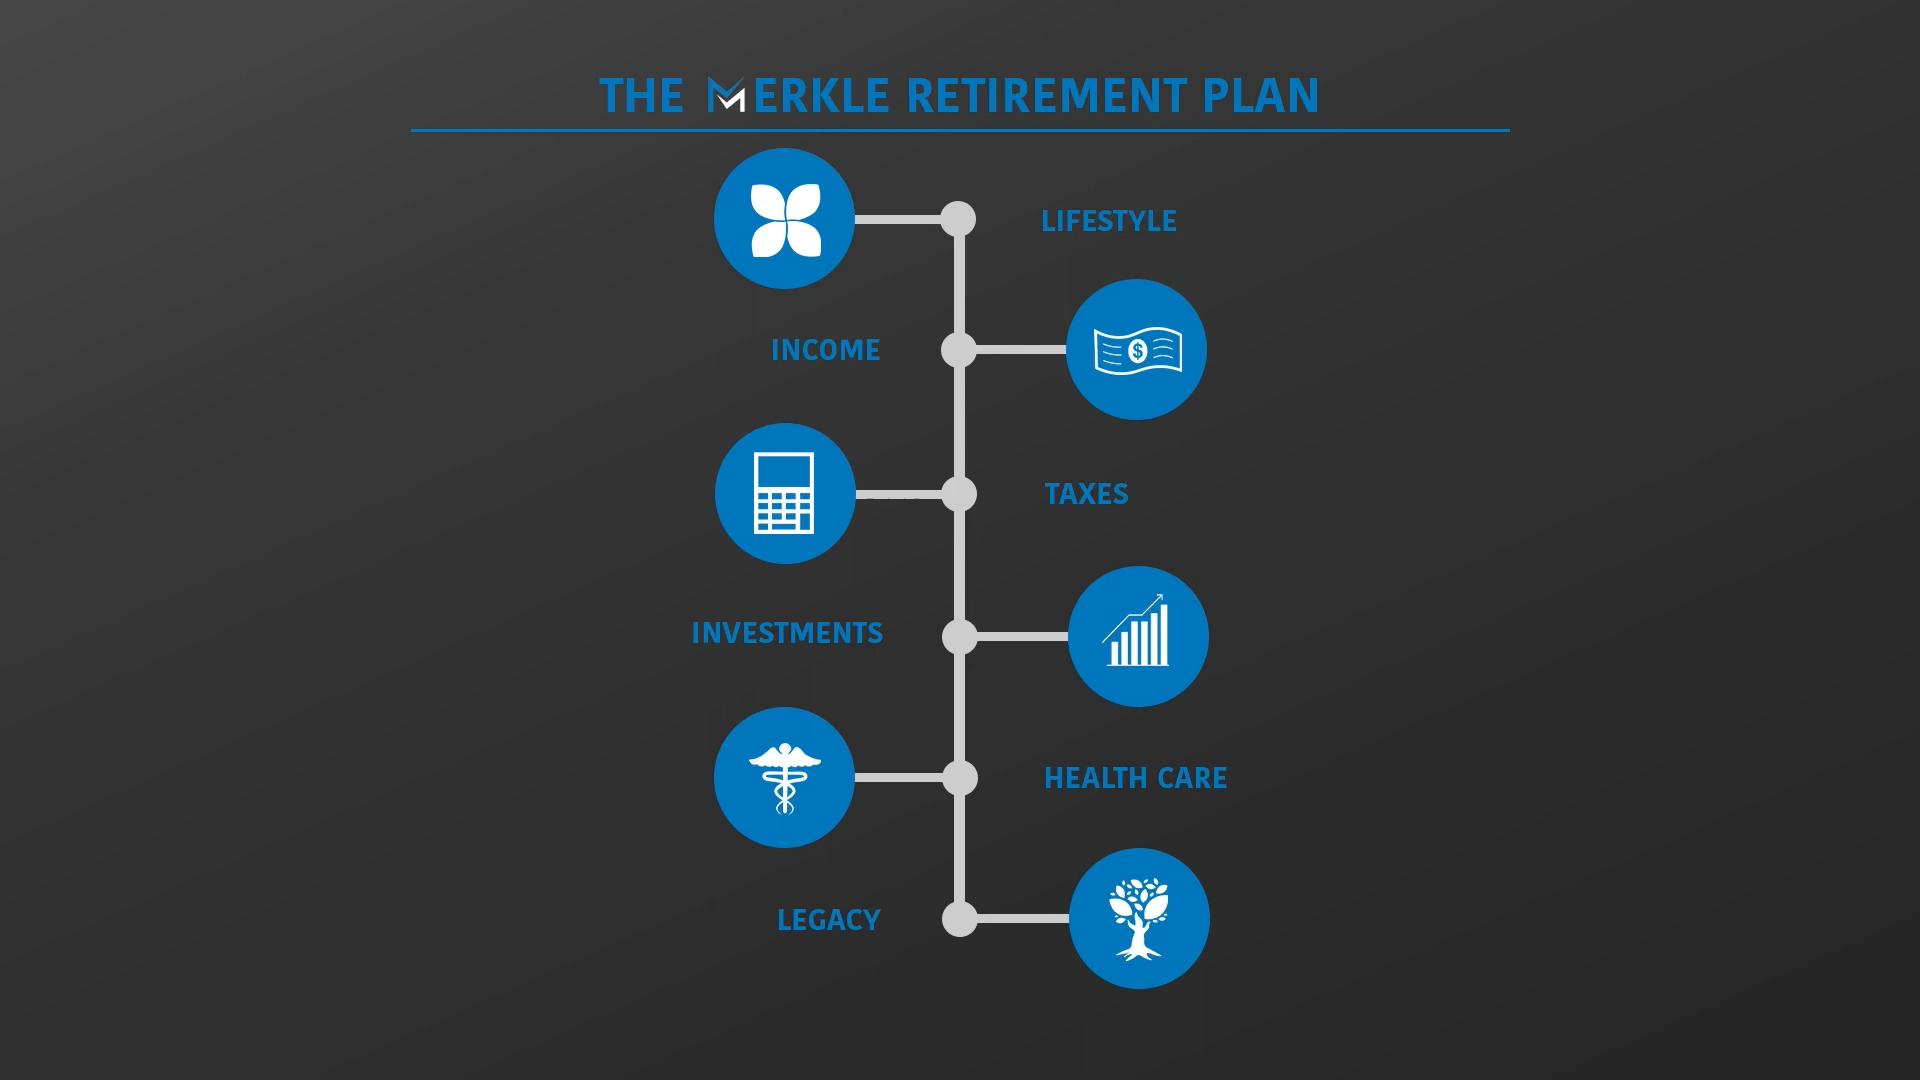 THE MERKLE RETIREMENT PLAN
LIFESTYLE
INCOME
$
TAXES
INVESTMENTS
HEALTH CARE
LEGACY